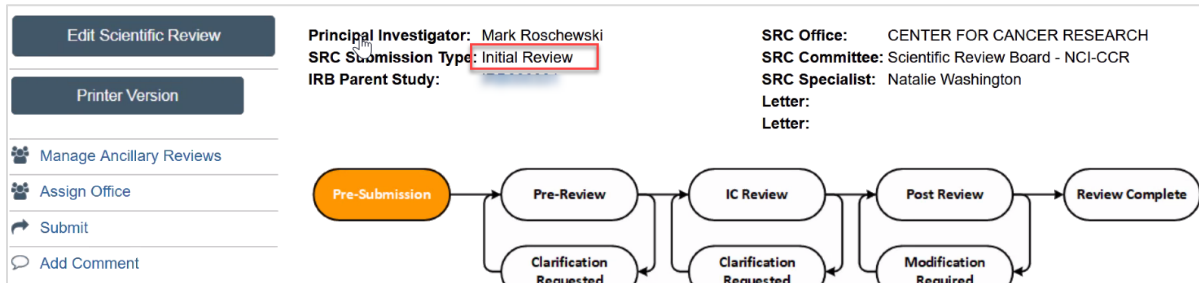 Edit Scientific Review
Printer Version
Manage Ancillary Reviews
Assign Office
Submit
Add Comment
Principal Investigator: Mark Roschewski
SRC Submission Type: Initial Review
IRB Parent Study:
SRC Office: CENTER FOR CANCER RESEARCH
SRC Committee: Scientific Review Board - NCI-CCR
SRC Specialist: Natalie Washington
Letter:
Letter:
Pre-Submission
Pre-Review
IC Review
Post Review
Review Complete
Clarification
Requested
Clarification
Requested
Modification
Required